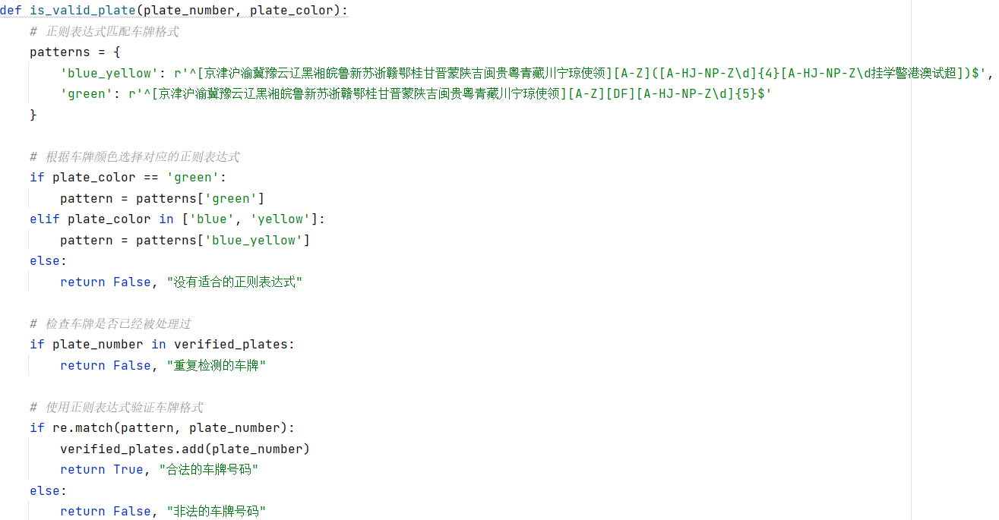 def is_valid_plate(plate_number, plate_color):
    # 正则表达式匹配车牌格式
    patterns = {
        'blue_yellow': r'^[京津沪渝冀豫云辽黑湘皖鲁新苏浙赣鄂桂甘晋蒙陕吉闽贵粤青藏川宁琼使领][A-Z]([A-HJ-NP-Z\d]{4}[A-HJ-NP-Z\d挂学警港澳试超])$',
        'green': r'^[京津沪渝冀豫云辽黑湘皖鲁新苏浙赣鄂桂甘晋蒙陕吉闽贵粤青藏川宁琼使领][A-Z][DF][A-HJ-NP-Z\d]{5}$'
    }
    # 根据车牌颜色选择对应的正则表达式
    if plate_color == 'green':
        pattern = patterns['green']
    elif plate_color in ['blue', 'yellow']:
        pattern = patterns['blue_yellow']
    else:
        return False, "没有适合的正则表达式"
    # 检查车牌是否已经被处理过
    if plate_number in verified_plates:
        return False, "重复检测的车牌"
    # 使用正则表达式验证车牌格式
    if re.match(pattern, plate_number):
        verified_plates.add(plate_number)
        return True, "合法的车牌号码"
    else:
        return False, "非法的车牌号码"